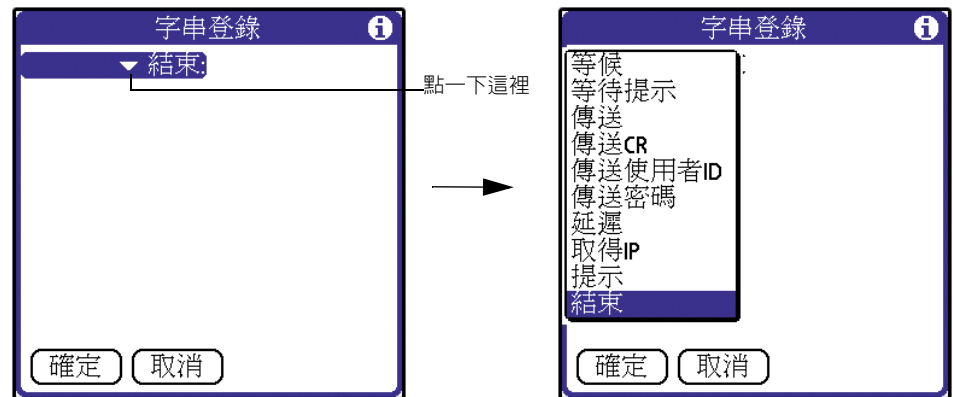 字串登錄
結束:
點一下這裡
確定 取消
字串登錄
等候
等待提示
傳送
傳送CR
傳送使用者ID
傳送密碼
延遲
取得IP
提示
結束
確定 取消